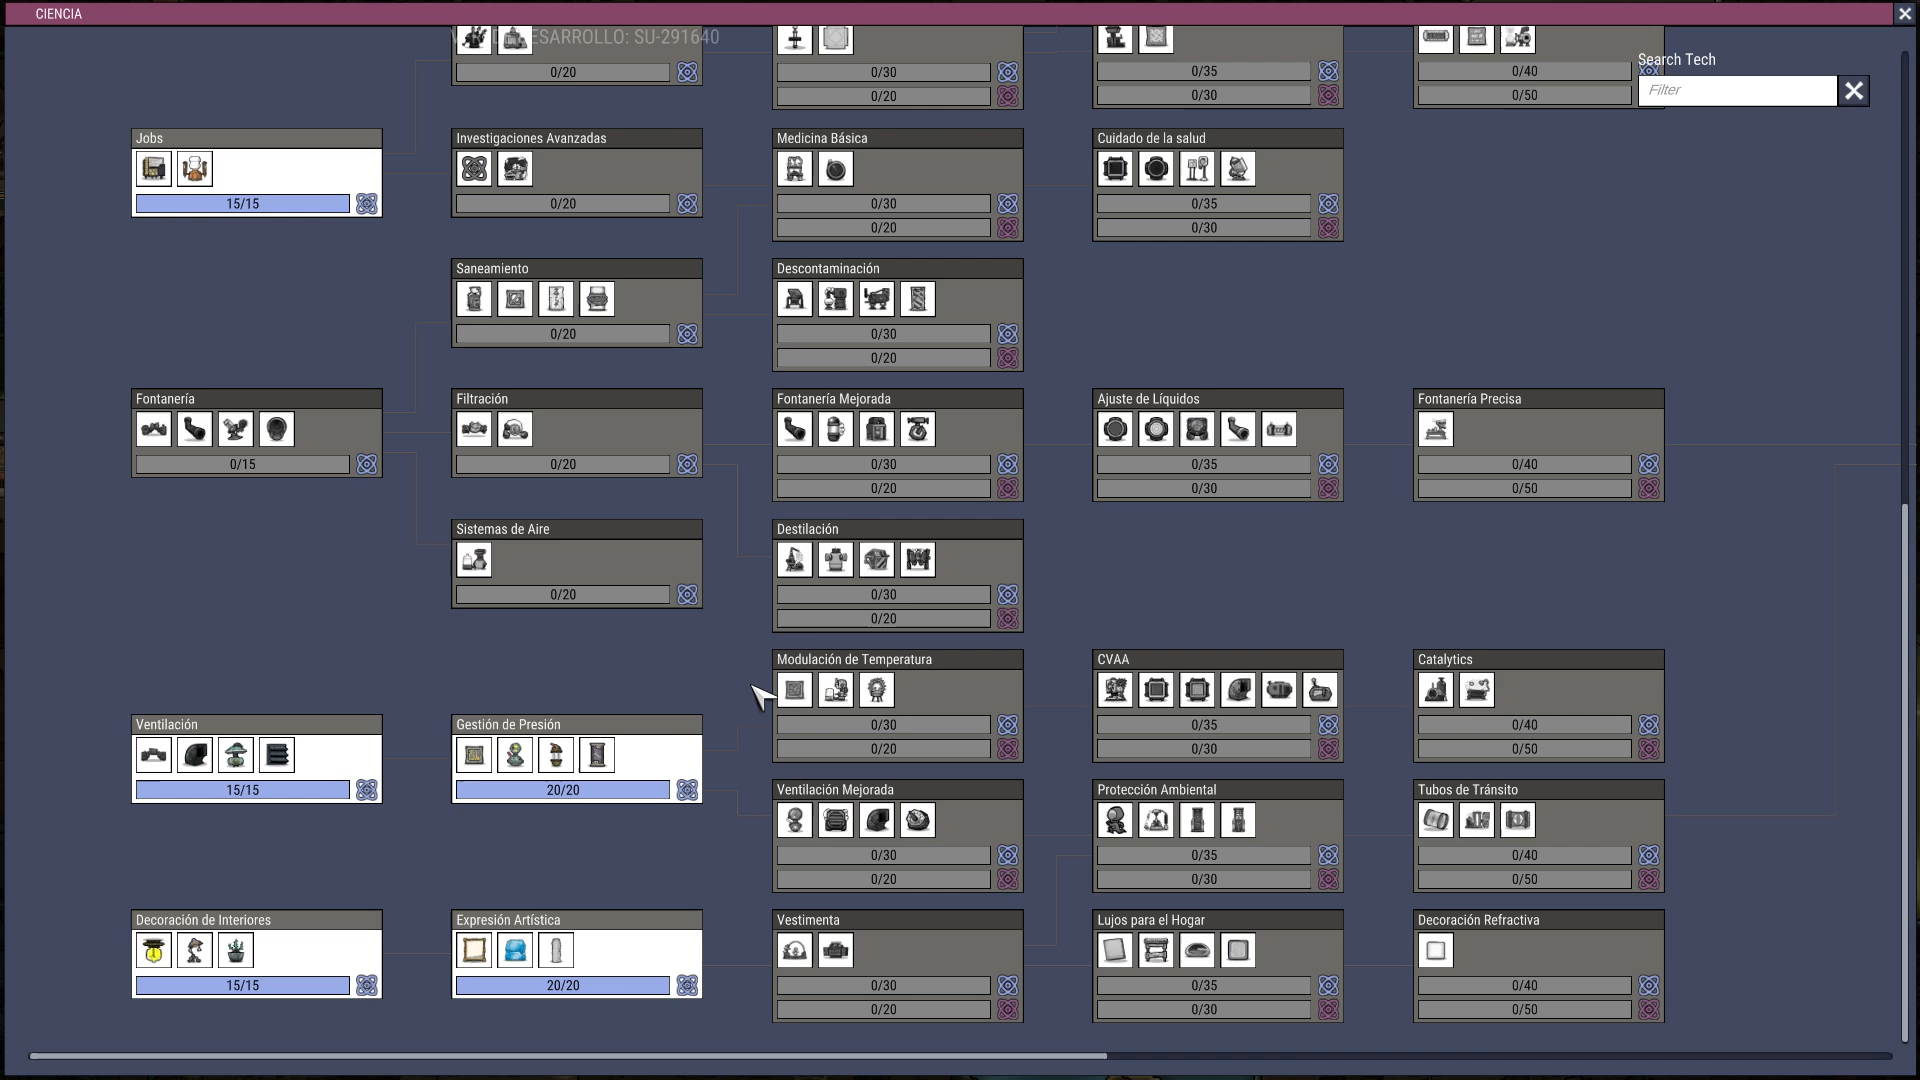 CIENCIA
ESARROLLO: SU-291640
Search Tech
Filter
0/20
0/30
0/35
0/40
0/20
0/30
0/50
Jobs
Investigaciones Avanzadas
Medicina Básica
Cuidado de la salud
15/15
0/20
0/30
0/35
0/20
0/30
Saneamiento
Descontaminación
0/20
0/30
0/20
Fontanería
Filtración
Fontanería Mejorada
Ajuste de Líquidos
Fontanería Precisa
0/15
0/20
0/30
0/35
0/40
0/20
0/30
0/50
Sistemas de Aire
Destilación
0/20
0/30
0/20
Modulación de Temperatura
CVAA
Catalytics
0/30
0/35
0/40
0/20
0/30
0/50
Ventilación
Gestión de Presión
15/15
20/20
Ventilación Mejorada
Protección Ambiental
Tubos de Tránsito
0/30
0/35
0/40
0/20
0/30
0/50
Decoración de Interiores
Expresión Artística
Vestimenta
Lujos para el Hogar
Decoración Refractiva
15/15
20/20
0/30
0/35
0/40
0/20
0/30
0/50